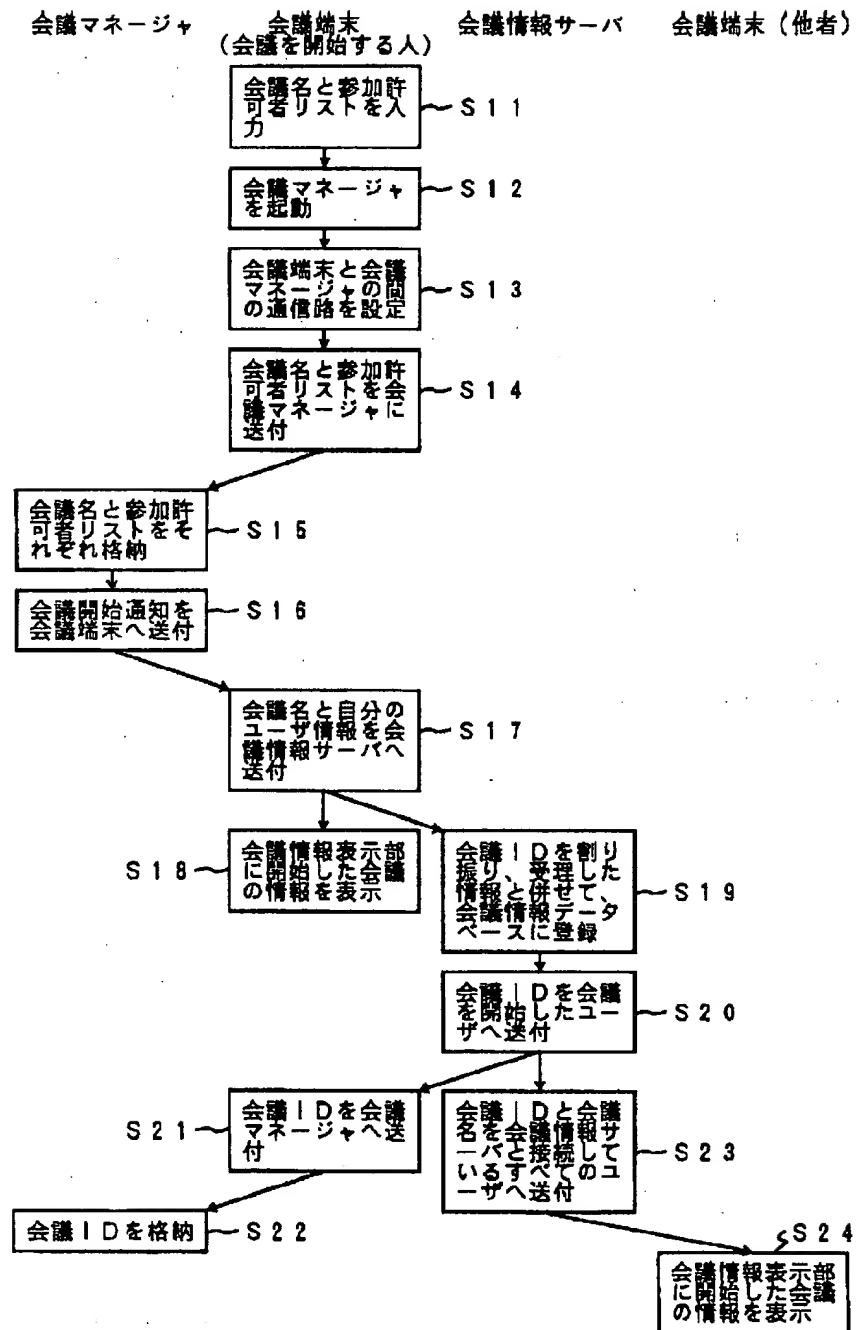 会議マネージャ
会議端末
(会議を開始する人)
会議情報サーバ
会議端末(他者)
会議名と参加許
可者リストを入
力
S11
会議マネージャ
を起動
S12
会議端末と会議
マネージャの間
の通信路を設定
S13
会議名と参加許
可者リストを会
議マネージャに
送付
S14
会議名と参加許
可者リストをそ
れぞれ格納
S15
会議開始通知を
会議端末へ送付
S16
会議名と自分の
ユーザ情報を会
議情報サーバへ
送付
S17
会議情報表示部
に開始した会議
の情報を表示
S18
会議IDを割り
振り、受理した
情報と併せて、
会議情報データ
ベースに登録
S19
会議IDを会議
を開始したユー
ザへ送付
S20
会議IDを会議
マネージャへ送
付
S21
会議IDを格納
S22
会議IDと会議
名を会議情報サ
ーバと接続して
いるすべてのユ
ーザへ送付
S23
S24
会議情報表示部
に開始した会議
の情報を表示